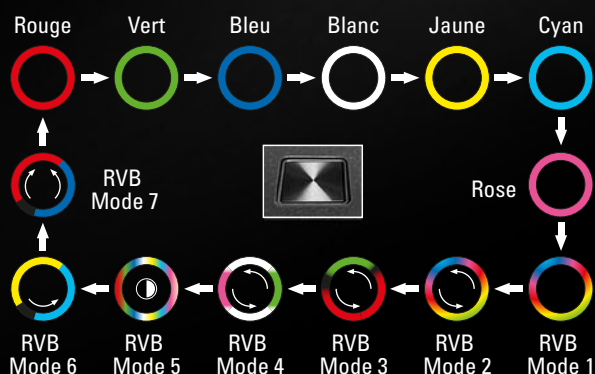 Rouge
Vert
Bleu
Blanc
Jaune
Cyan
Rose
RVB
Mode 7
RVB
Mode 6
RVB
Mode 5
RVB
Mode 4
RVB
Mode 3
RVB
Mode 2
RVB
Mode 1